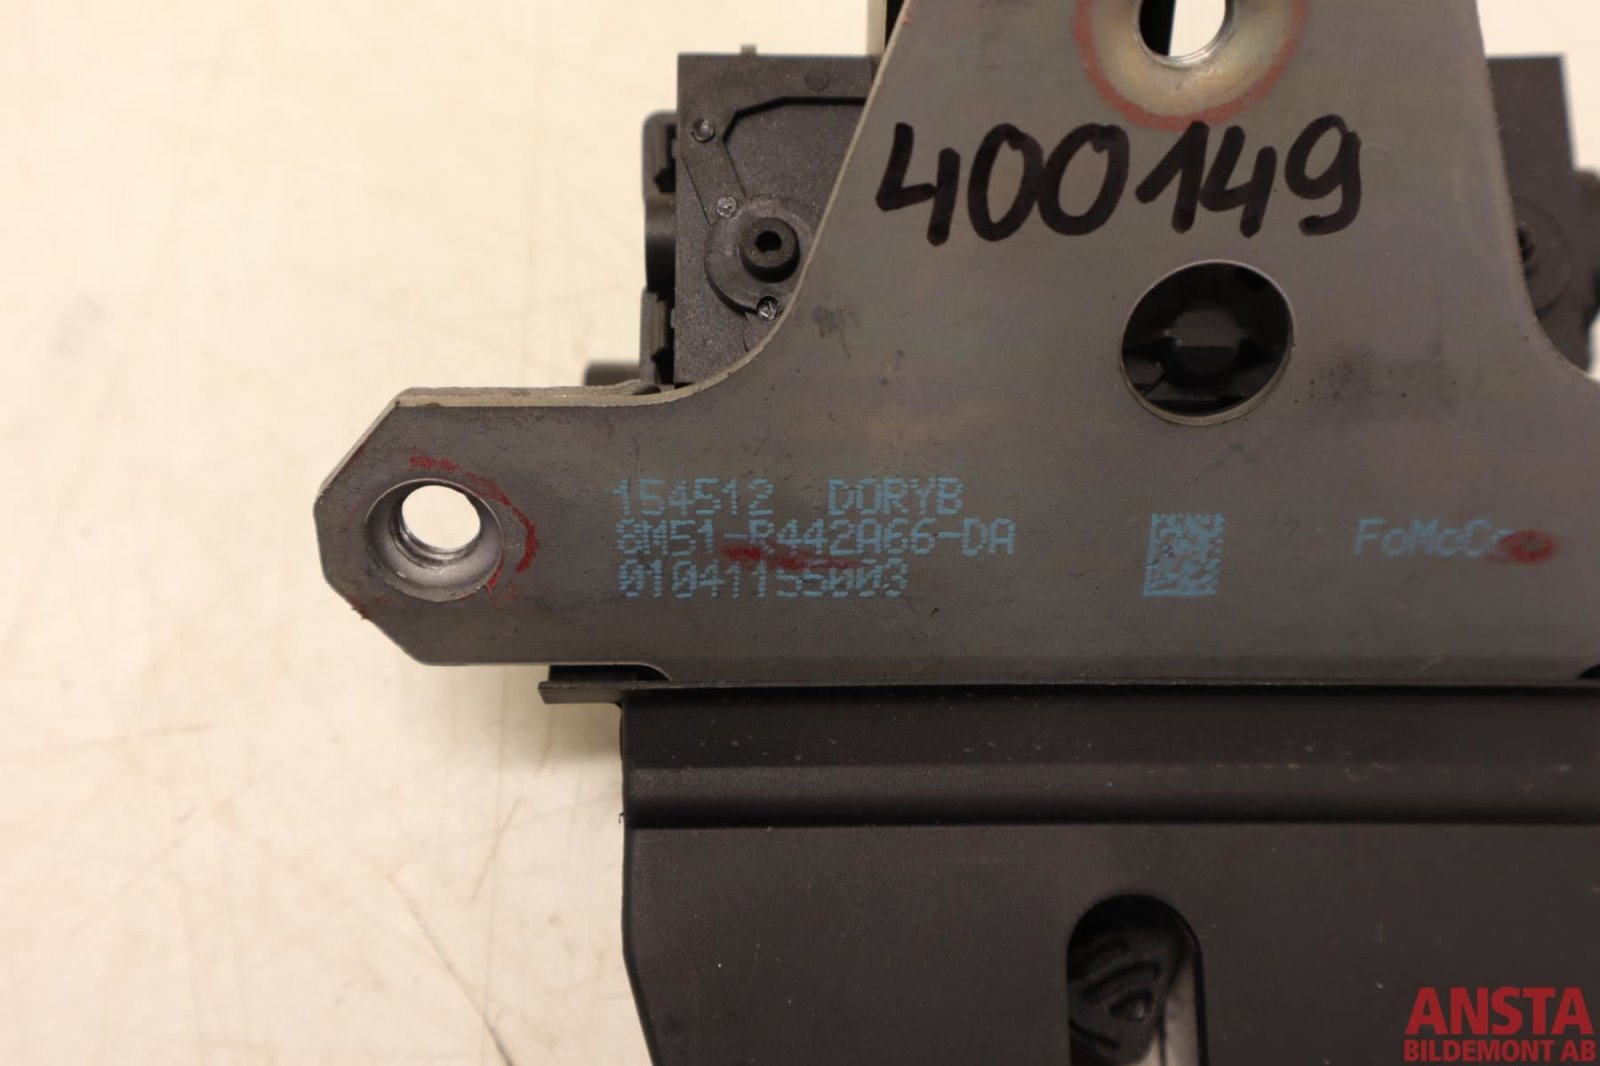 400149
154512 DORYB
8M51-R442A66-DA
01041155003
FoMoCo
ANSTA
BILDEMONT AB